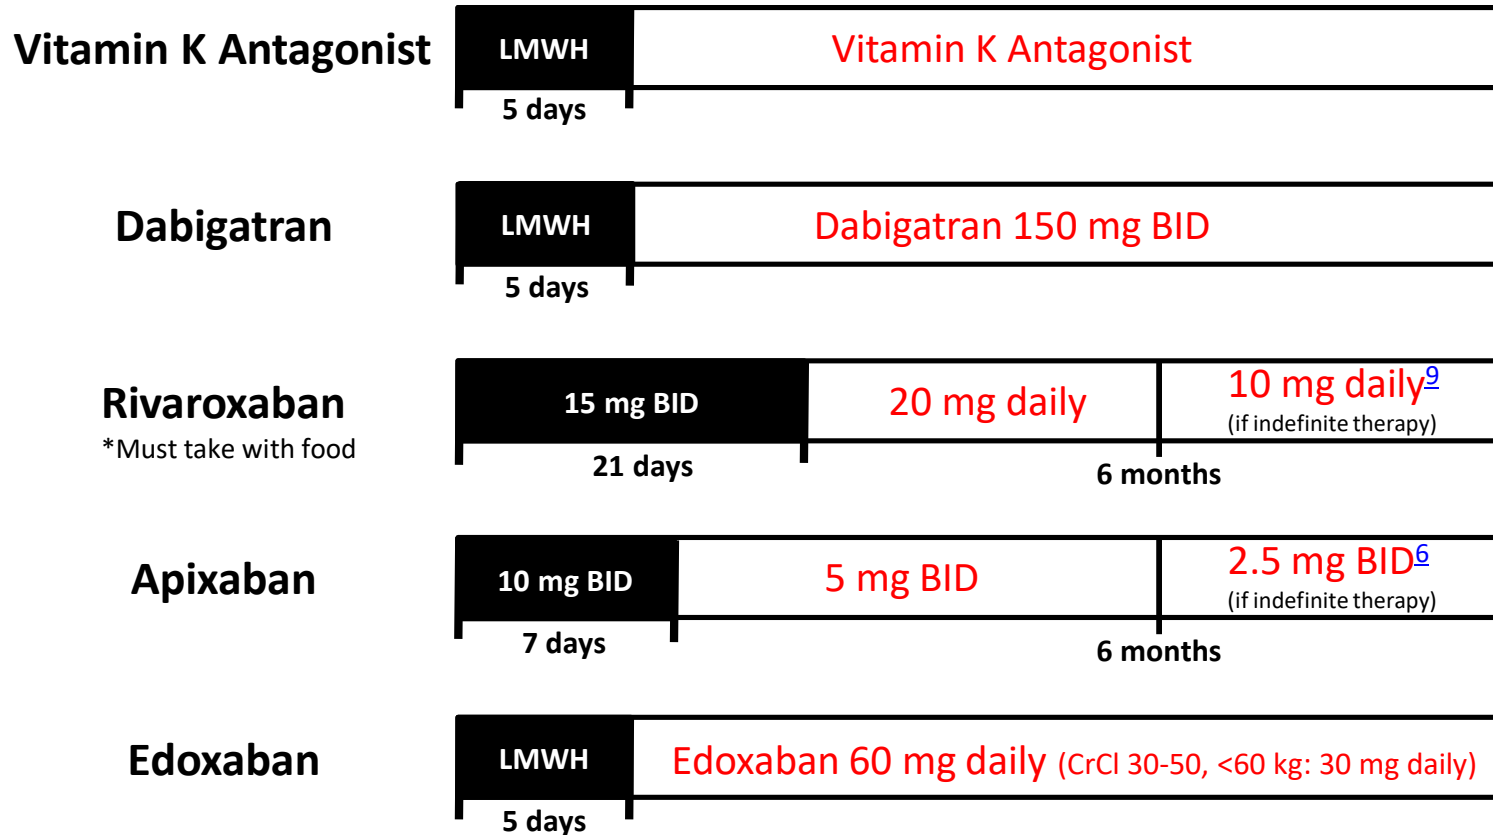 Vitamin K Antagonist
LMWH
Vitamin K Antagonist
5 days
Dabigatran
LMWH
Dabigatran 150 mg BID
5 days
Rivaroxaban
*Must take with food
15 mg BID
20 mg daily
10 mg daily9
(if indefinite therapy)
21 days
6 months
Apixaban
10 mg BID
5 mg BID
2.5 mg BID6
(if indefinite therapy)
7 days
6 months
Edoxaban
LMWH
Edoxaban 60 mg daily (CrCl 30-50, <60 kg: 30 mg daily)
5 days